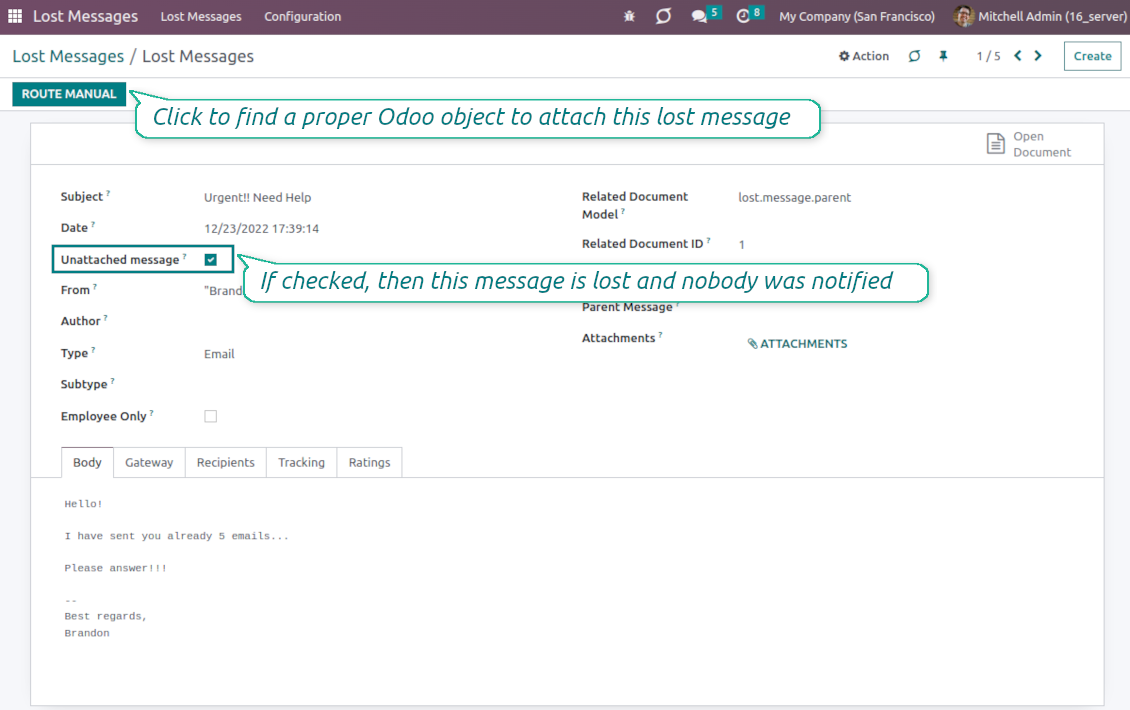 Lost Messages Lost Messages Configuration 5 8 My Company (San Francisco) Mitchell Admin (16_server)
Lost Messages / Lost Messages Action 1 / 5 Create
ROUTE MANUAL
Click to find a proper Odoo object to attach this lost message
Open
Document
Subject ? Urgent!! Need Help
Related Document
Model ? lost.message.parent
Date ? 12/23/2022 17:39:14
Related Document ID ? 1
Unattached message ?
If checked, then this message is lost and nobody was notified
From ? "Brand
Parent Message ?
Author ?
Attachments ? ATTACHMENTS
Type ? Email
Subtype ?
Employee Only ?
Body Gateway Recipients Tracking Ratings
Hello!
I have sent you already 5 emails...
Please answer!!!
--
Best regards,
Brandon